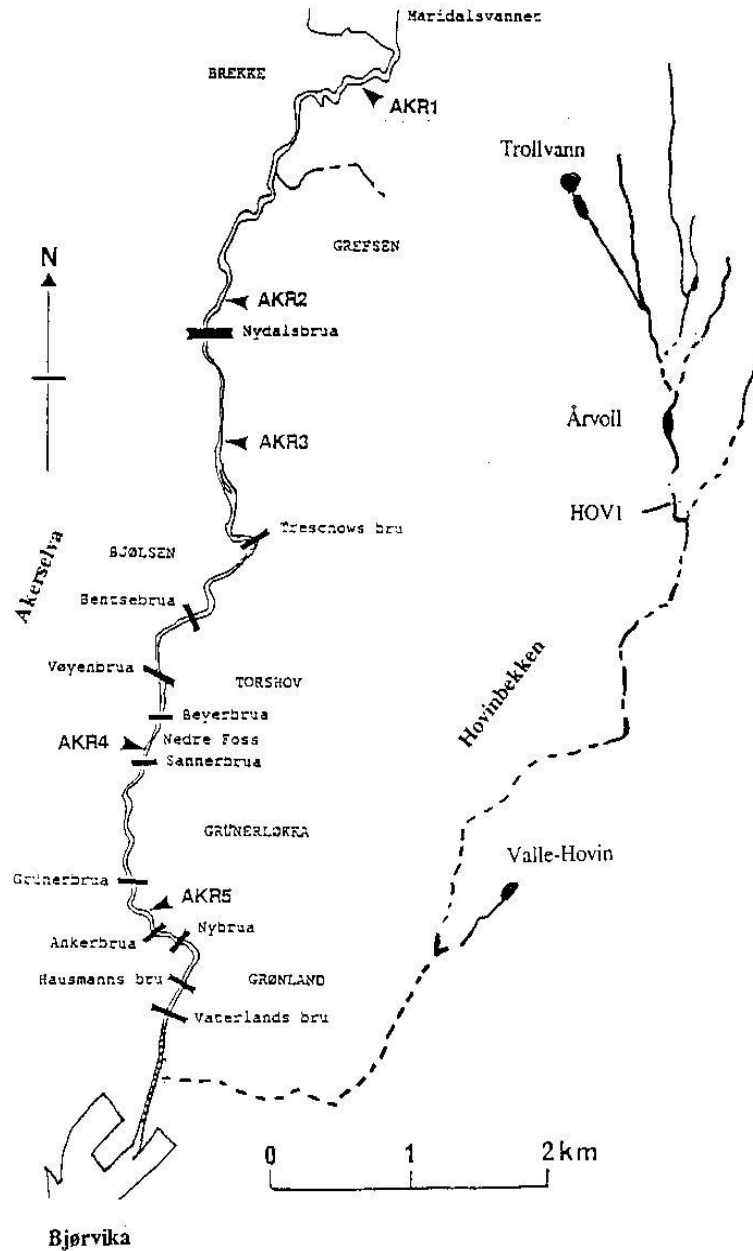 Maridalsvannet
BREKKE
AKR1
Trollvann
GREFSEN
N
AKR2
Nydalsbrua
Årvoll
AKR3
HOV1
Treschows bru
BJØLSEN
Akerselva
Bentsebrua
Vøyenbrua
TORSHOV
Beyerbrua
Hovinbekken
AKR4
Nedre Foss
Sannerbrua
GRÜNERLØKKA
Valle-Hovin
Grünerbrua
AKR5
Nybrua
Ankerbrua
Hausmanns bru
GRØNLAND
Vaterlands bru
0 1 2 km
Bjørvika